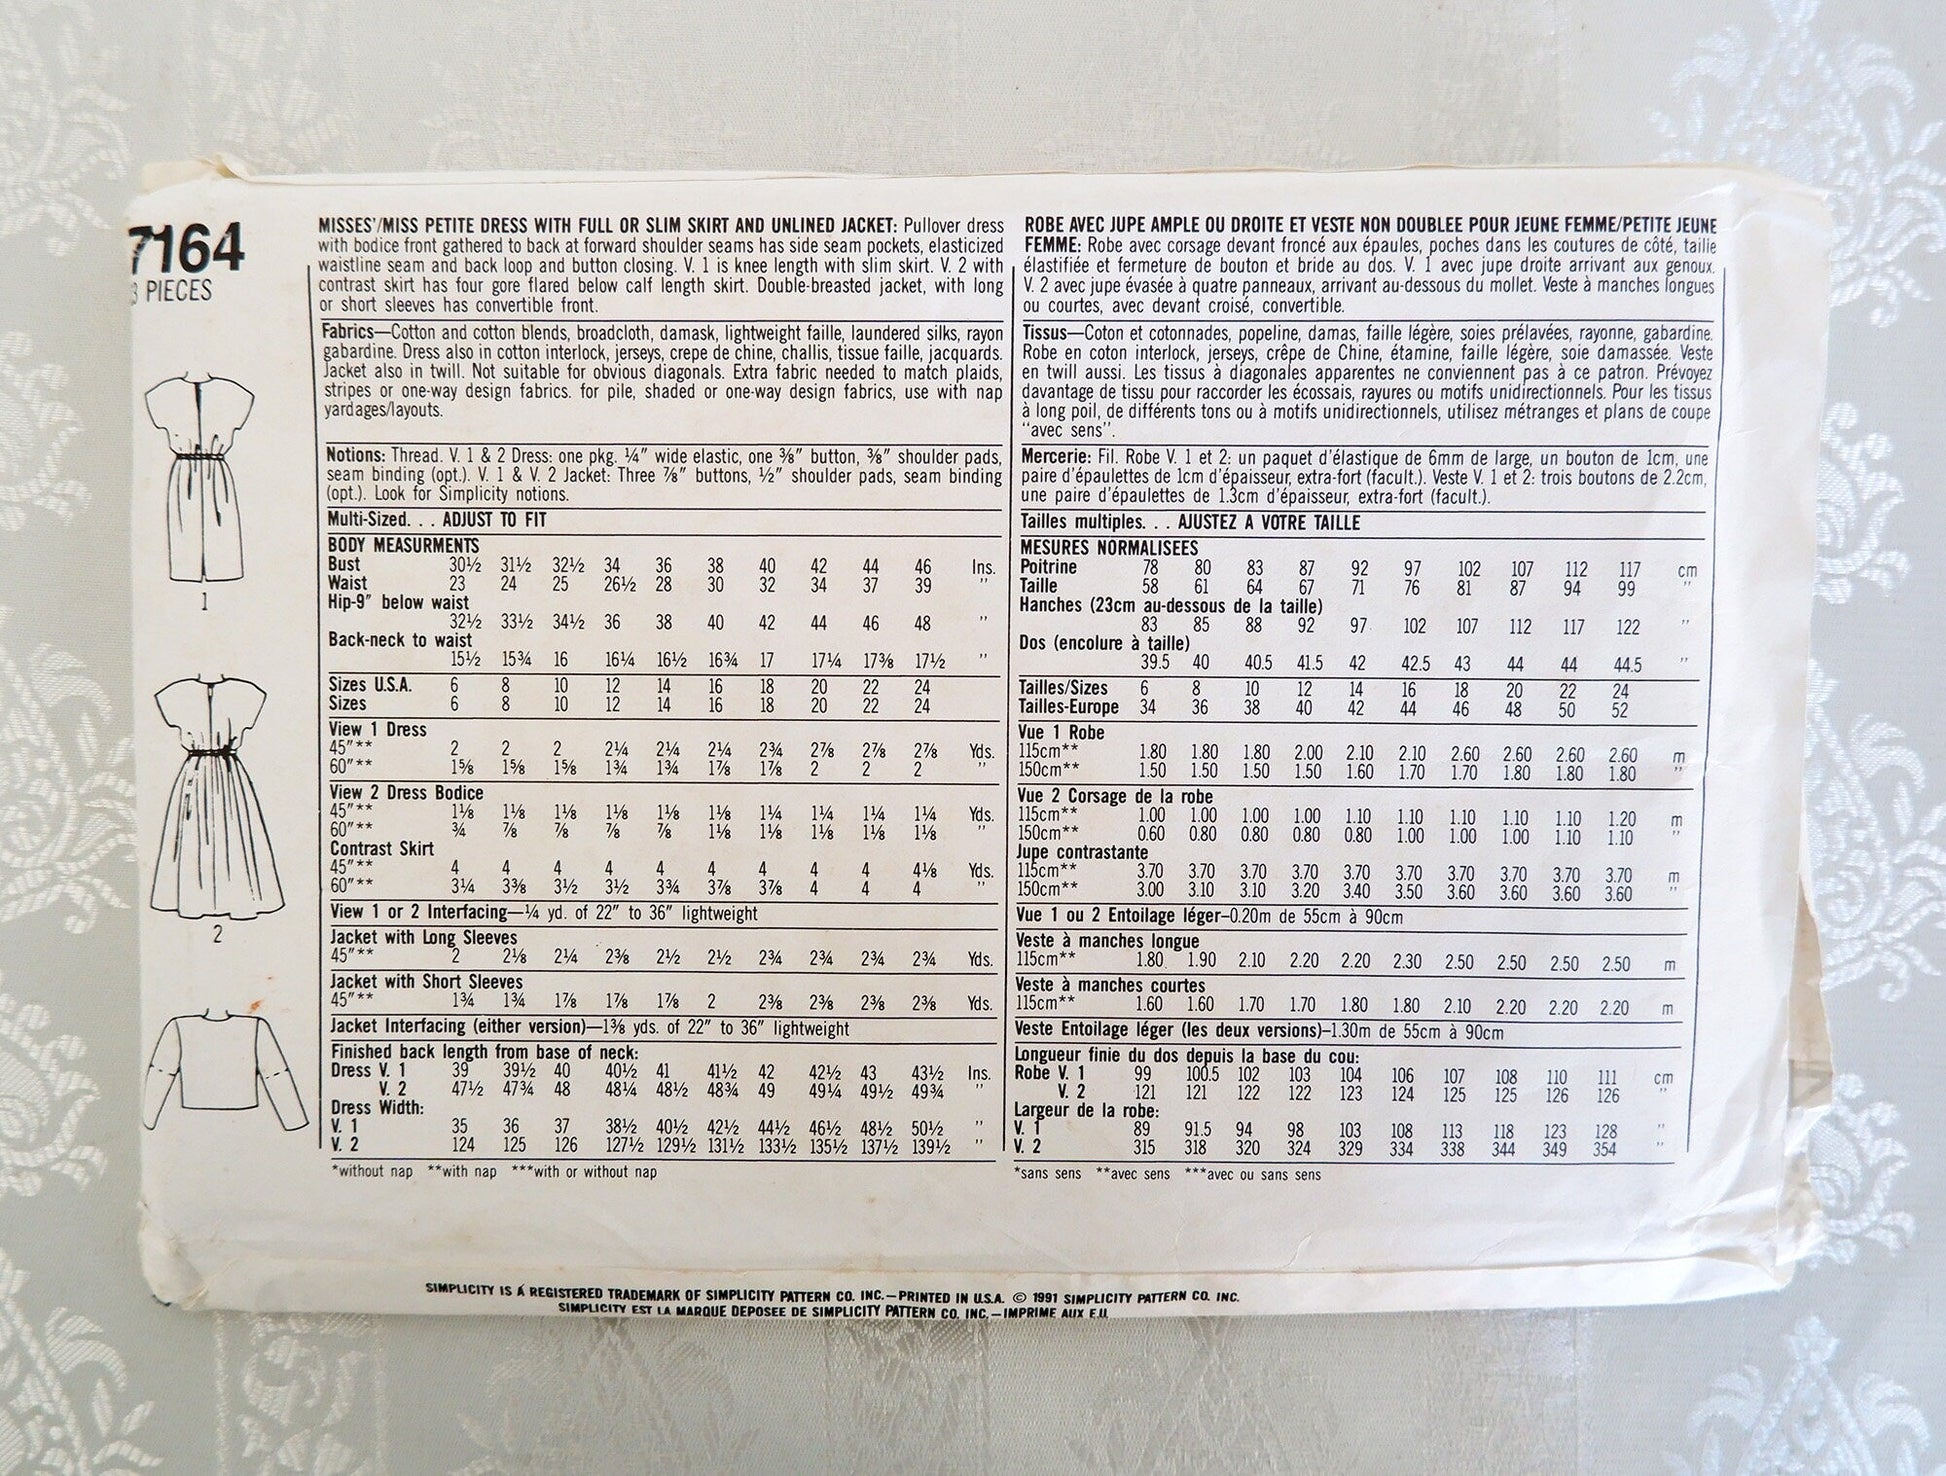 7164
3 PIECES
1
2
MISSES'/MISS PETITE DRESS WITH FULL OR SLIM SKIRT AND UNLINED JACKET: Pullover dress
with bodice front gathered to back at forward shoulder seams has side seam pockets, elasticized
waistline seam and back loop and button closing. V. 1 is knee length with slim skirt. V. 2 with
contrast skirt has four gore flared below calf length skirt. Double-breasted jacket, with long
or short sleeves has convertible front.
Fabrics—Cotton and cotton blends, broadcloth, damask, lightweight faille, laundered silks, rayon
gabardine. Dress also in cotton interlock, jerseys, crepe de chine, challis, tissue faille, jacquards.
Jacket also in twill. Not suitable for obvious diagonals. Extra fabric needed to match plaids,
stripes or one-way design fabrics. for pile, shaded or one-way design fabrics, use with nap
yardages/layouts.
Notions: Thread. V. 1 & 2 Dress: one pkg. ¼" wide elastic, one ⅜" button, ⅜" shoulder pads,
seam binding (opt.). V. 1 & V. 2 Jacket: Three ⅞" buttons, ½" shoulder pads, seam binding
(opt.). Look for Simplicity notions.
Multi-Sized. . . ADJUST TO FIT
BODY MEASURMENTS
Bust 30½ 31½ 32½ 34 36 38 40 42 44 46 Ins.
Waist 23 24 25 26½ 28 30 32 34 37 39 "
Hip-9" below waist
32½ 33½ 34½ 36 38 40 42 44 46 48 "
Back-neck to waist
15½ 15¾ 16 16¼ 16½ 16¾ 17 17¼ 17⅜ 17½ "
Sizes U.S.A. 6 8 10 12 14 16 18 20 22 24
Sizes 6 8 10 12 14 16 18 20 22 24
View 1 Dress
45"** 2 2 2 2¼ 2¼ 2¼ 2¾ 2⅞ 2⅞ 2⅞ Yds.
60"** 1⅝ 1⅝ 1⅝ 1¾ 1¾ 1⅞ 1⅞ 2 2 2 "
View 2 Dress Bodice
45"** 1⅛ 1⅛ 1⅛ 1⅛ 1⅛ 1⅛ 1¼ 1¼ 1¼ 1¼ Yds.
60"** ¾ ⅞ ⅞ ⅞ ⅞ 1⅛ 1⅛ 1⅛ 1⅛ 1⅛ "
Contrast Skirt
45"** 4 4 4 4 4 4 4 4 4 4⅛ Yds.
60"** 3¼ 3⅜ 3½ 3½ 3¾ 3⅞ 3⅞ 4 4 4 "
View 1 or 2 Interfacing—¼ yd. of 22" to 36" lightweight
Jacket with Long Sleeves
45"** 2 2⅛ 2¼ 2⅜ 2½ 2½ 2¾ 2¾ 2¾ 2¾ Yds.
Jacket with Short Sleeves
45"** 1¾ 1¾ 1⅞ 1⅞ 1⅞ 2 2⅜ 2⅜ 2⅜ 2⅜ Yds.
Jacket Interfacing (either version)—1⅜ yds. of 22" to 36" lightweight
Finished back length from base of neck:
Dress V. 1 39 39½ 40 40½ 41 41½ 42 42½ 43 43½ Ins.
V. 2 47½ 47¾ 48 48¼ 48½ 48¾ 49 49¼ 49½ 49¾ "
Dress Width:
V. 1 35 36 37 38½ 40½ 42½ 44½ 46½ 48½ 50½ "
V. 2 124 125 126 127½ 129½ 131½ 133½ 135½ 137½ 139½ "
*without nap **with nap ***with or without nap
ROBE AVEC JUPE AMPLE OU DROITE ET VESTE NON DOUBLEE POUR JEUNE FEMME/PETITE JEUNE
FEMME: Robe avec corsage devant froncé aux épaules, poches dans les coutures de côté, taille
élastifiée et fermeture de bouton et bride au dos. V. 1 avec jupe droite arrivant aux genoux.
V. 2 avec jupe évasée à quatre panneaux, arrivant au-dessous du mollet. Veste à manches longues
ou courtes, avec devant croisé, convertible.
Tissus—Coton et cotonnades, popeline, damas, faille légère, soies prélavées, rayonne, gabardine.
Robe en coton interlock, jerseys, crêpe de Chine, étamine, faille légère, soie damassée. Veste
en twill aussi. Les tissus à diagonales apparentes ne conviennent pas à ce patron. Prévoyez
davantage de tissu pour raccorder les écossais, rayures ou motifs unidirectionnels. Pour les tissus
à long poil, de différents tons ou à motifs unidirectionnels, utilisez métranges et plans de coupe
"avec sens".
Mercerie: Fil. Robe V. 1 et 2: un paquet d'élastique de 6mm de large, un bouton de 1cm, une
paire d'épaulettes de 1cm d'épaisseur, extra-fort (facult.). Veste V. 1 et 2: trois boutons de 2.2cm,
une paire d'épaulettes de 1.3cm d'épaisseur, extra-fort (facult.).
Tailles multiples. . . AJUSTEZ A VOTRE TAILLE
MESURES NORMALISEES
Poitrine 78 80 83 87 92 97 102 107 112 117 cm
Taille 58 61 64 67 71 76 81 87 94 99 "
Hanches (23cm au-dessous de la taille)
83 85 88 92 97 102 107 112 117 122 "
Dos (encolure à taille)
39.5 40 40.5 41.5 42 42.5 43 44 44 44.5 "
Tailles/Sizes 6 8 10 12 14 16 18 20 22 24
Tailles-Europe 34 36 38 40 42 44 46 48 50 52
Vue 1 Robe
115cm** 1.80 1.80 1.80 2.00 2.10 2.10 2.60 2.60 2.60 2.60 m
150cm** 1.50 1.50 1.50 1.50 1.60 1.70 1.70 1.80 1.80 1.80 "
Vue 2 Corsage de la robe
115cm** 1.00 1.00 1.00 1.00 1.10 1.10 1.10 1.10 1.10 1.20 m
150cm** 0.60 0.80 0.80 0.80 0.80 1.00 1.00 1.00 1.10 1.10 "
Jupe contrastante
115cm** 3.70 3.70 3.70 3.70 3.70 3.70 3.70 3.70 3.70 3.70 m
150cm** 3.00 3.10 3.10 3.20 3.40 3.50 3.60 3.60 3.60 3.60 "
Vue 1 ou 2 Entoilage léger–0.20m de 55cm à 90cm
Veste à manches longue
115cm** 1.80 1.90 2.10 2.20 2.20 2.30 2.50 2.50 2.50 2.50 m
Veste à manches courtes
115cm** 1.60 1.60 1.70 1.70 1.80 1.80 2.10 2.20 2.20 2.20 m
Veste Entoilage léger (les deux versions)–1.30m de 55cm à 90cm
Longueur finie du dos depuis la base du cou:
Robe V. 1 99 100.5 102 103 104 106 107 108 110 111 cm
V. 2 121 121 122 122 123 124 125 125 126 126 "
Largeur de la robe:
V. 1 89 91.5 94 98 103 108 113 118 123 128 "
V. 2 315 318 320 324 329 334 338 344 349 354 "
*sans sens **avec sens ***avec ou sans sens
SIMPLICITY IS A REGISTERED TRADEMARK OF SIMPLICITY PATTERN CO. INC.—PRINTED IN U.S.A. © 1991 SIMPLICITY PATTERN CO. INC.
SIMPLICITY EST LA MARQUE DEPOSEE DE SIMPLICITY PATTERN CO. INC.—IMPRIME AUX E.U.